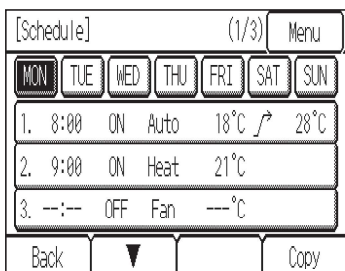 [Schedule] (1/3) Menu
MON TUE WED THU FRI SAT SUN
1. 8:00 ON Auto 18°C 28°C
2. 9:00 ON Heat 21°C
3. --:-- OFF Fan ---°C
Back ▼ Copy